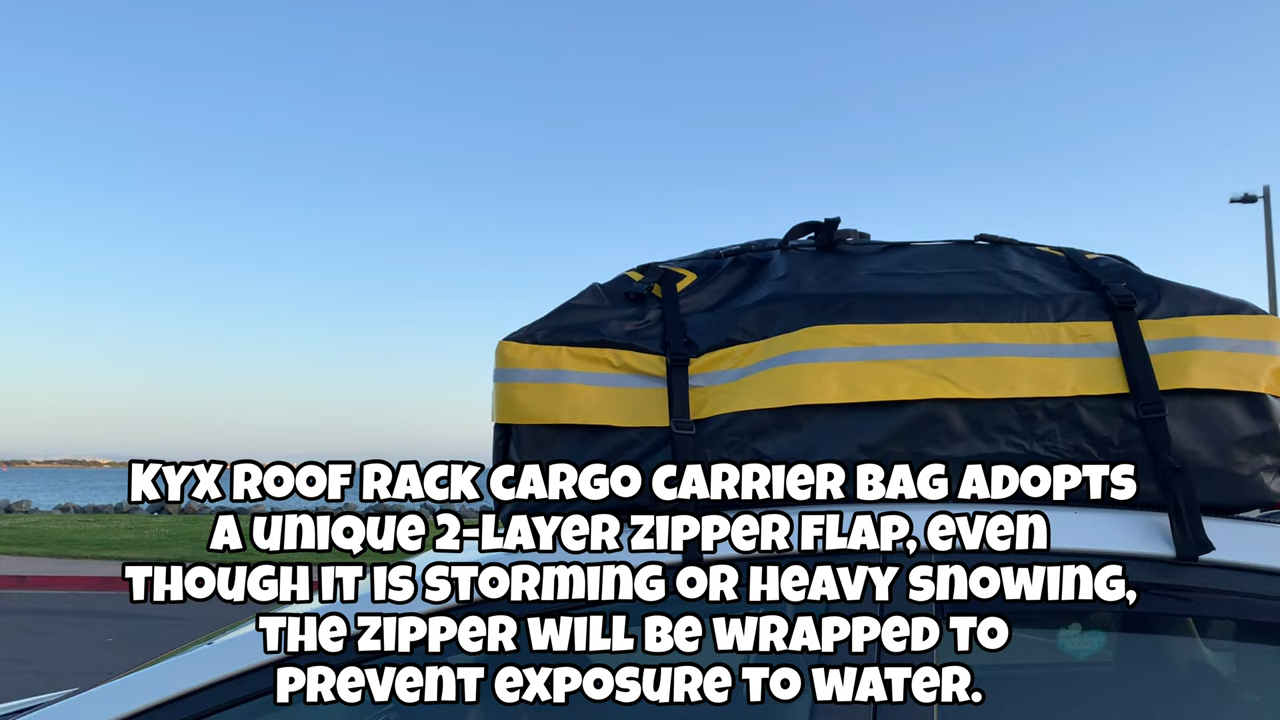 KYX ROOF RACK CARGO CARRIER BAG ADOPTS
A UNIQUE 2-LAYER ZIPPER FLAP, EVEN
THOUGH IT IS STORMING OR HEAVY SNOWING,
THE ZIPPER WILL BE WRAPPED TO
PREVENT EXPOSURE TO WATER.